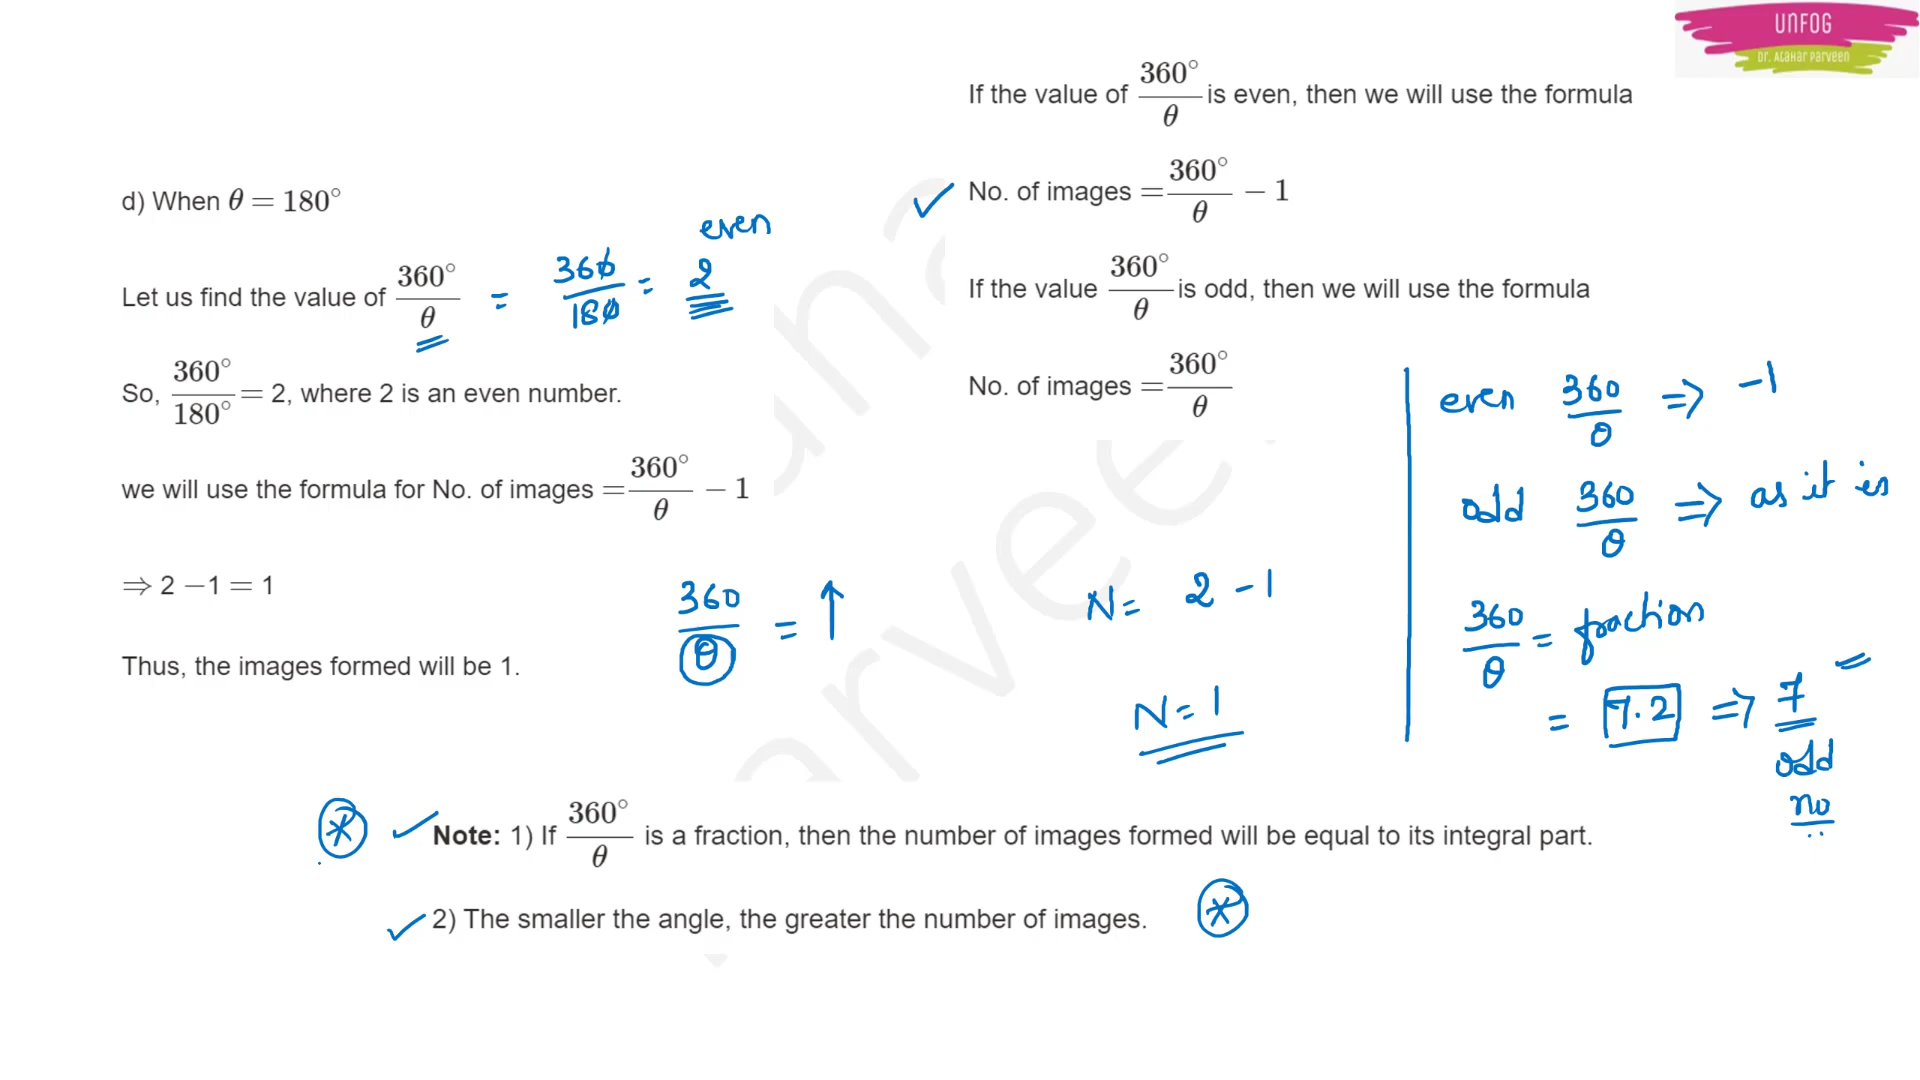 UNFOG
Dr. Atahar Parveen
d) When θ = 180°
Let us find the value of 360°/θ = 360/180 = 2 even
So, 360°/180° = 2, where 2 is an even number.
we will use the formula for No. of images = 360°/θ − 1
⇒ 2 − 1 = 1
Thus, the images formed will be 1.
360/θ = ↑
If the value of 360°/θ is even, then we will use the formula
No. of images = 360°/θ − 1
If the value 360°/θ is odd, then we will use the formula
No. of images = 360°/θ
N = 2 - 1
N = 1
even 360/θ ⇒ -1
odd 360/θ ⇒ as it is
360/θ = fraction
= 7.2 ⇒ 7
odd
no
Note: 1) If 360°/θ is a fraction, then the number of images formed will be equal to its integral part.
2) The smaller the angle, the greater the number of images.